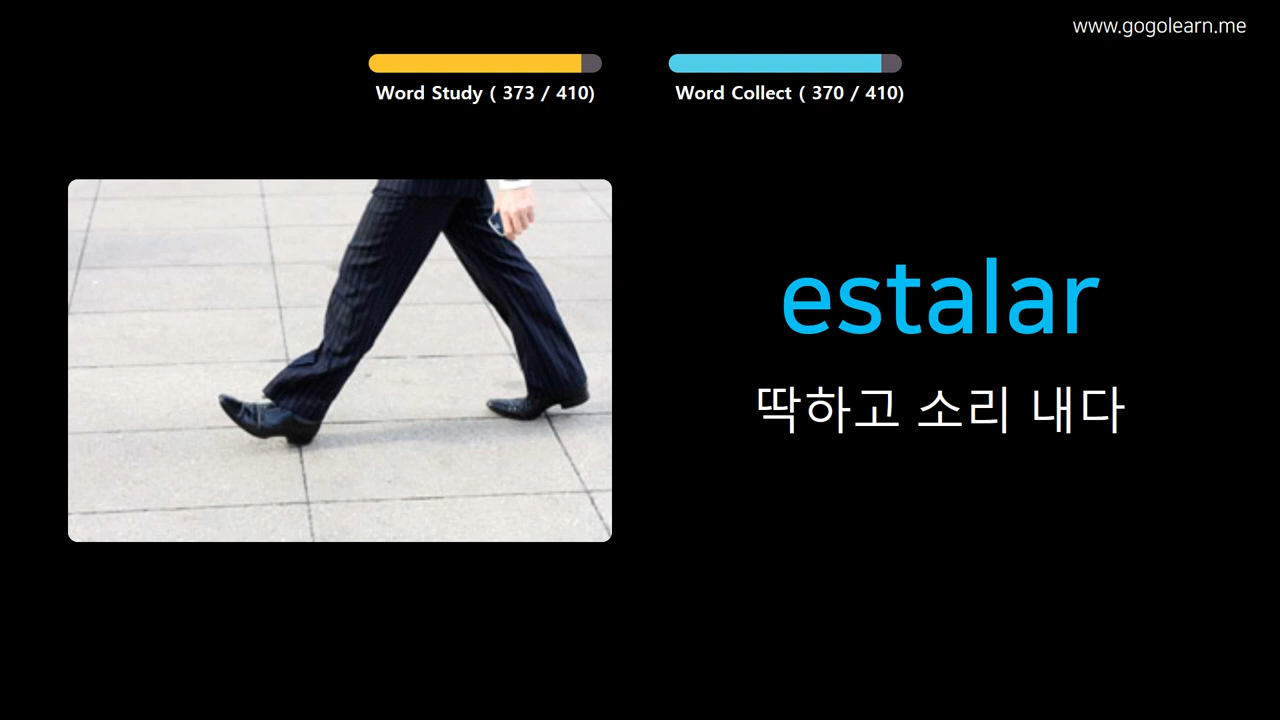 www.gogolearn.me
Word Study ( 373 / 410)
Word Collect ( 370 / 410)
estalar
딱하고 소리 내다